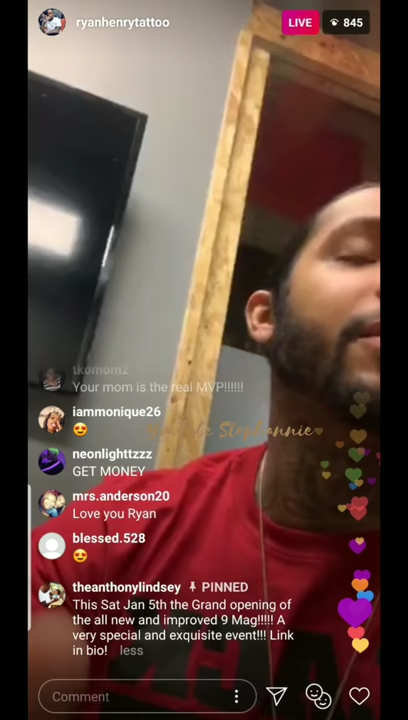 ryanhenrytattoo
LIVE
845
tkomom2
Your mom is the real MVP!!!!!!
iammonique26
😍
neonlighttzzz
GET MONEY
mrs.anderson20
Love you Ryan
blessed.528
😍
theanthonylindsey PINNED
This Sat Jan 5th the Grand opening of
the all new and improved 9 Mag!!!!! A
very special and exquisite event!!! Link
in bio! less
Comment